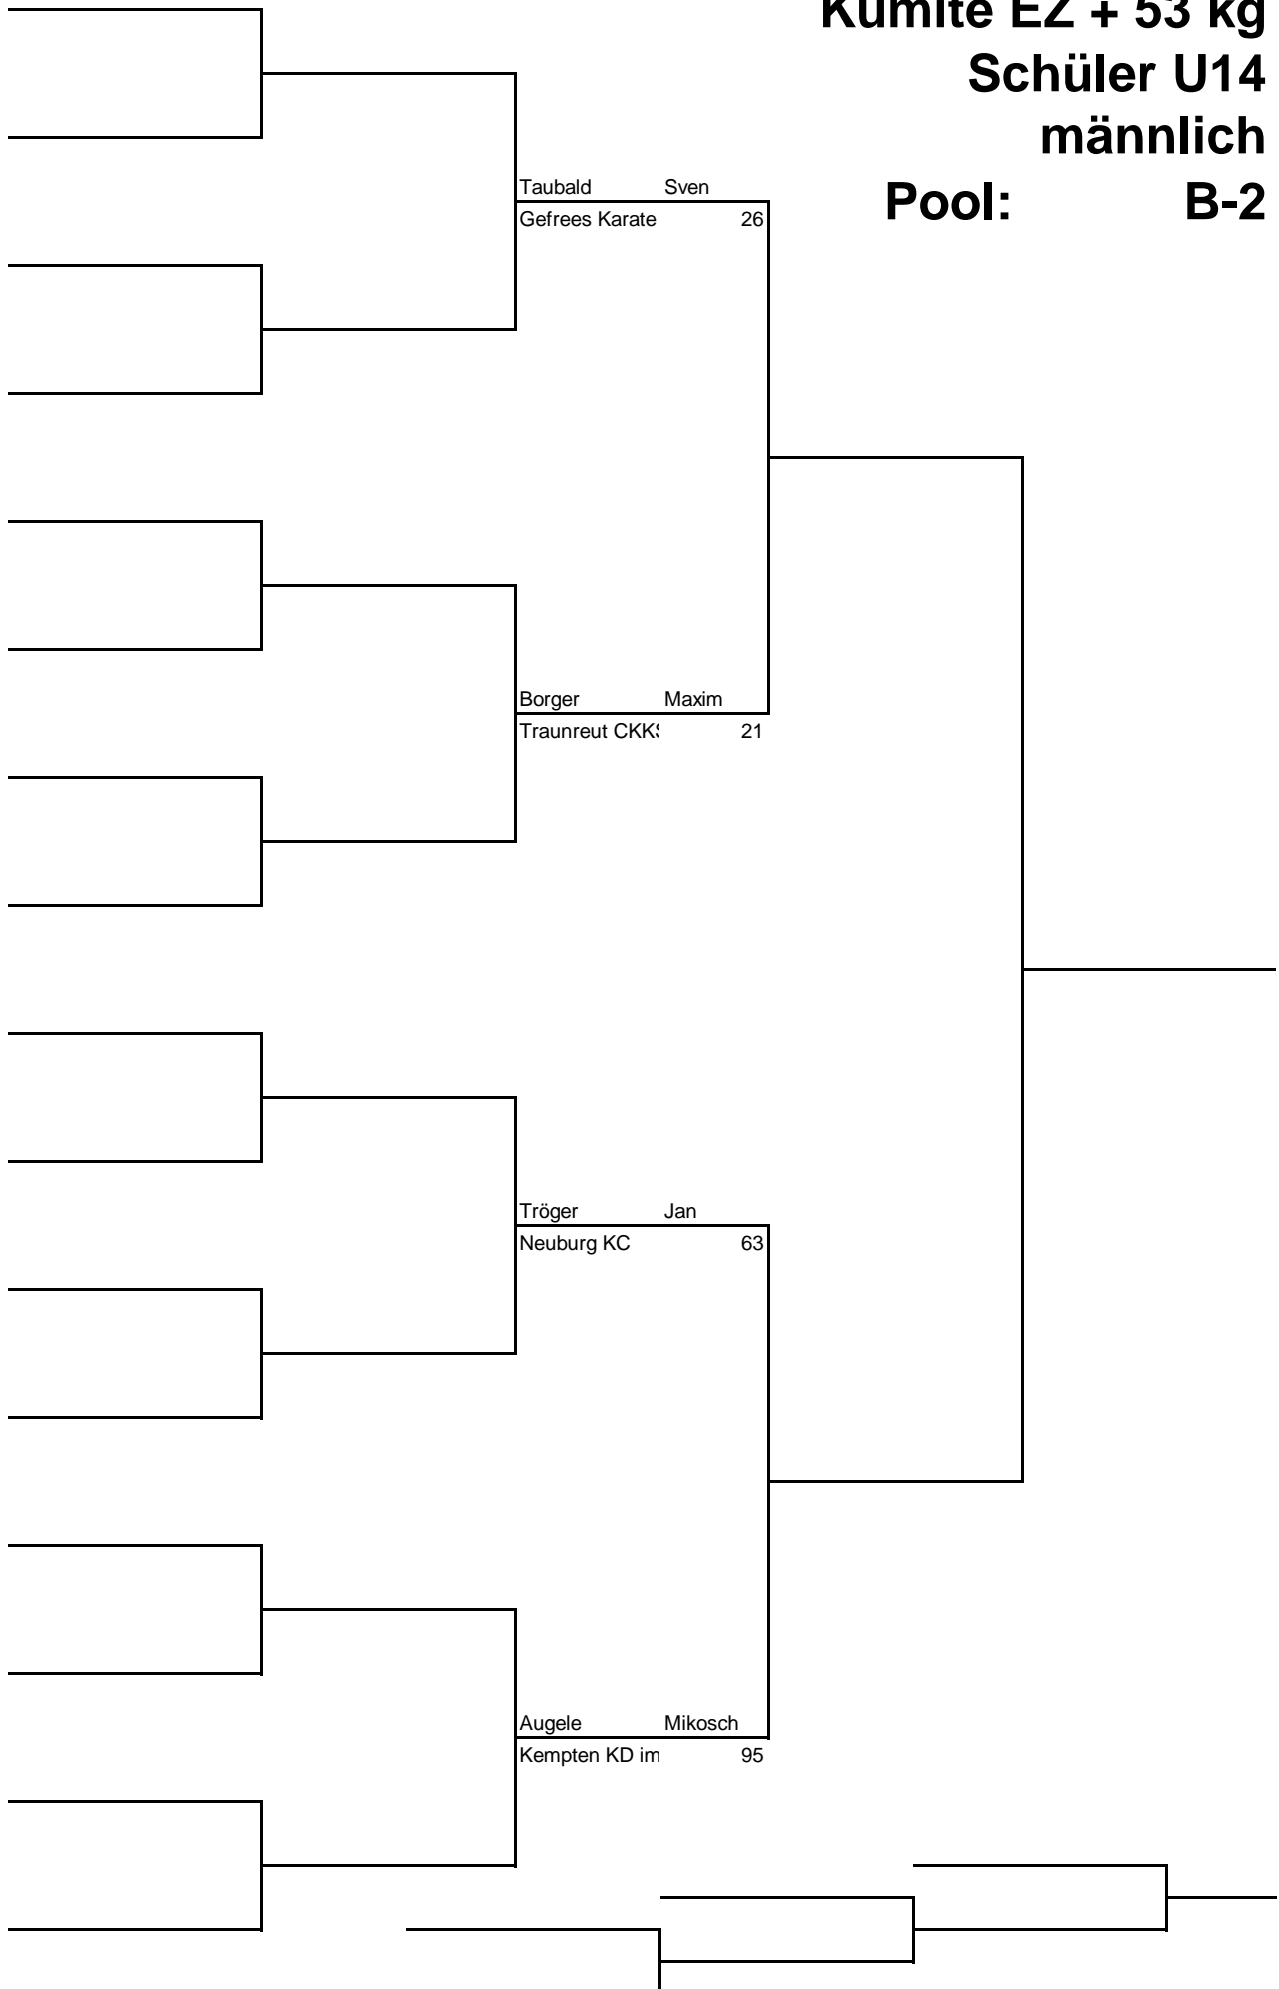 Kumite EZ + 53 kg
Schüler U14
männlich
Pool: B-2
Taubald Sven
Gefrees Karate 26
Borger Maxim
Traunreut CKK 21
Tröger Jan
Neuburg KC 63
Augele Mikosch
Kempten KD im 95